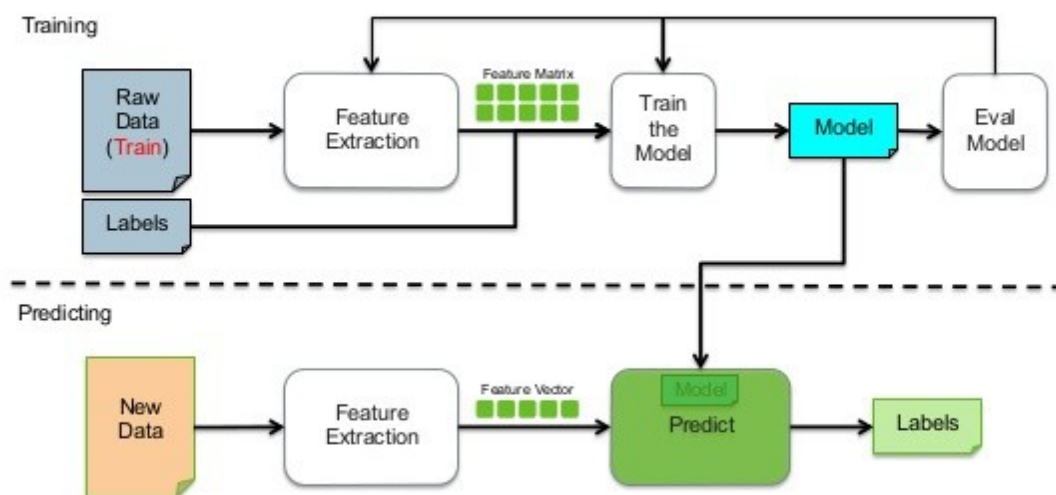 Training
Raw
Data
(Train)
Labels
Feature
Extraction
Feature Matrix
Train
the
Model
Model
Eval
Model
Predicting
New
Data
Feature
Extraction
Feature Vector
Model
Predict
Labels